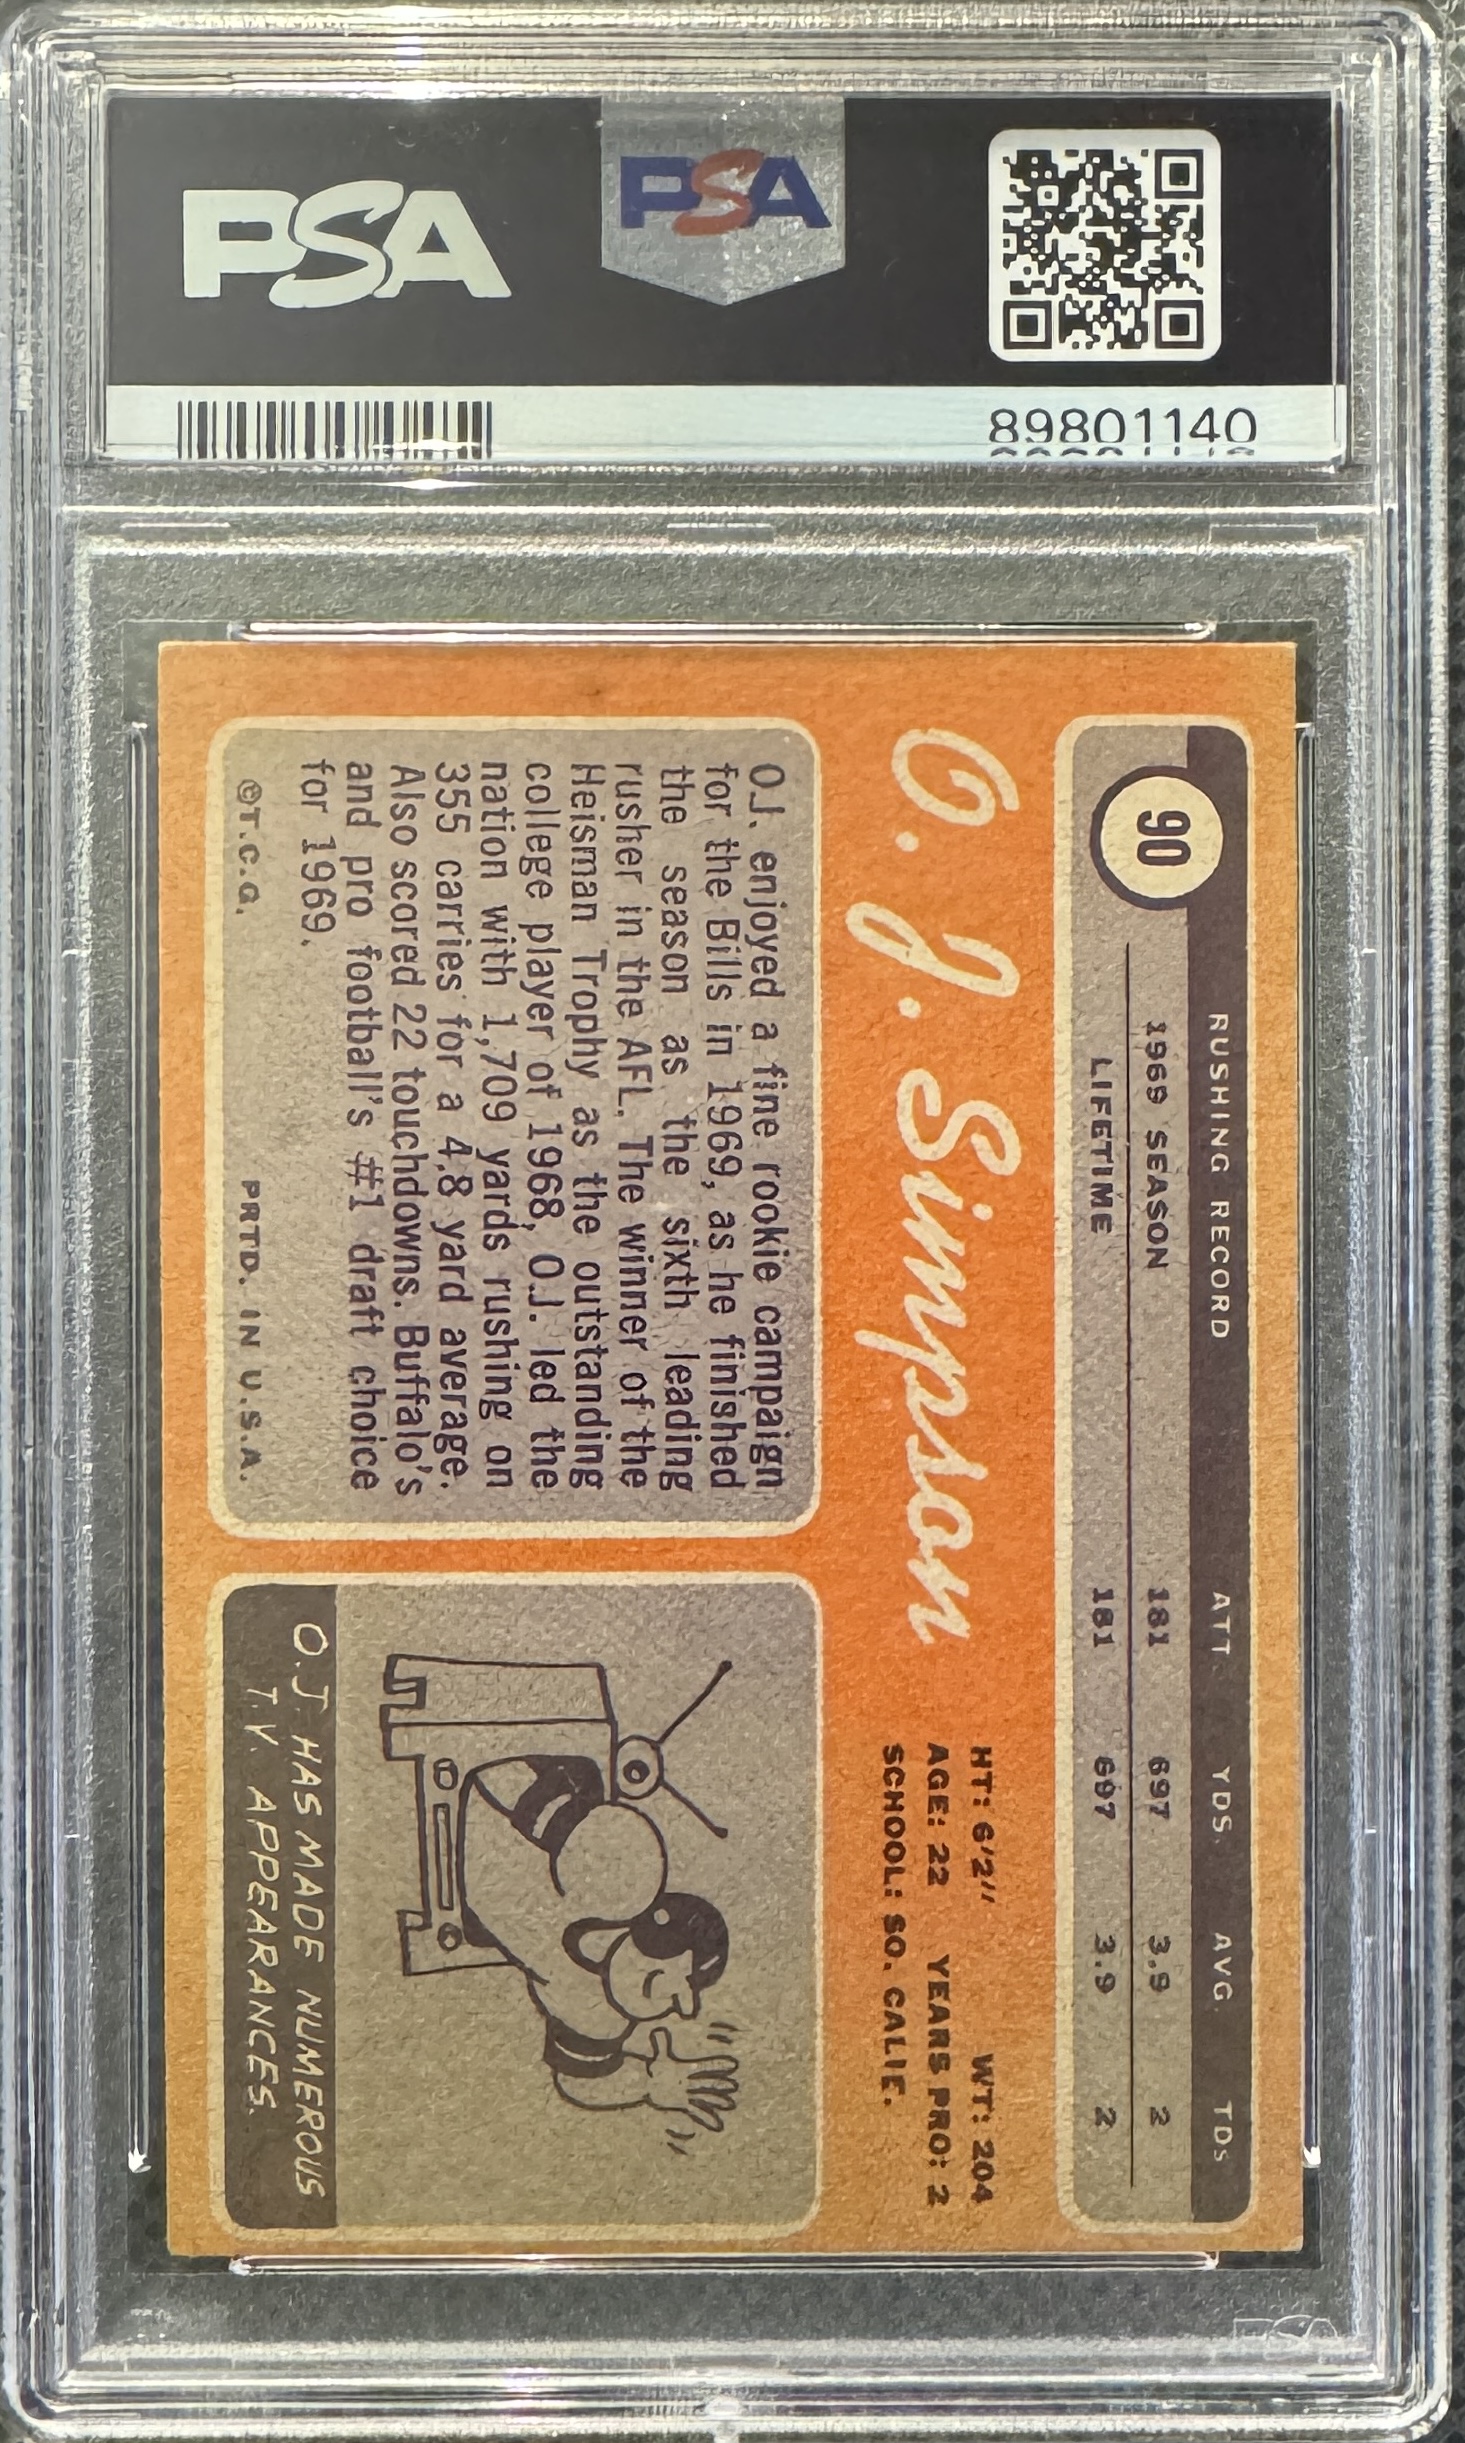 PSA
PSA
89801140
90
RUSHING RECORD ATT. YDS. AVG. TDs
1969 SEASON 181 697 3.9 2
LIFETIME 181 697 3.9 2
O. J. Simpson
HT: 6'2" WT: 204
AGE: 22 YEARS PRO: 2
SCHOOL: SO. CALIF.
O.J. enjoyed a fine rookie campaign
for the Bills in 1969, as he finished
the season as the sixth leading
rusher in the AFL. The winner of the
Heisman Trophy as the outstanding
college player of 1968, O.J. led the
nation with 1,709 yards rushing on
355 carries for a 4.8 yard average.
Also scored 22 touchdowns. Buffalo's
and pro football's #1 draft choice
for 1969.
©T.C.G. PRTD. IN U.S.A.
O.J. HAS MADE NUMEROUS
T.V. APPEARANCES.
PSA